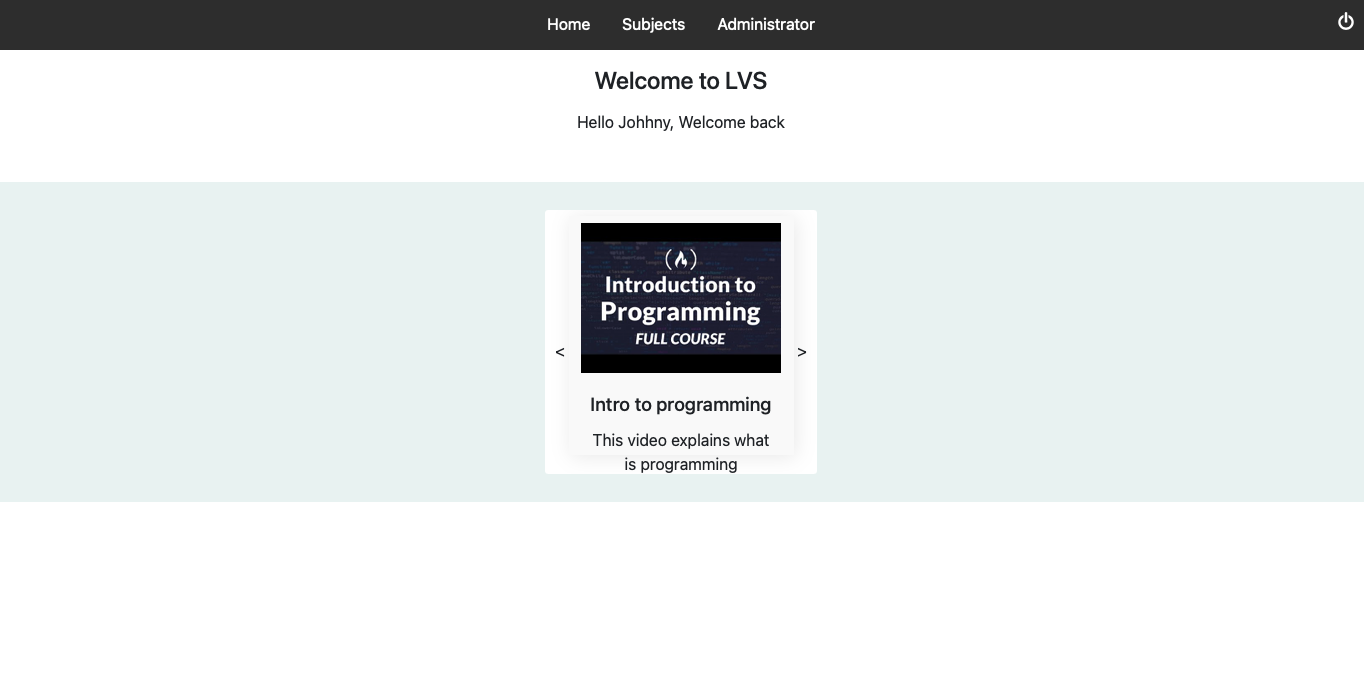 Home Subjects Administrator
Welcome to LVS
Hello Johhny, Welcome back
Introduction to
Programming
FULL COURSE
< >
Intro to programming
This video explains what
is programming